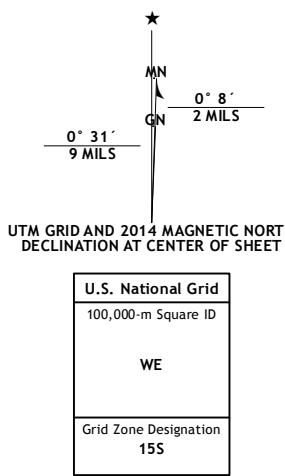 ★
MN
0° 8´
2 MILS
GN
0° 31´
9 MILS
UTM GRID AND 2014 MAGNETIC NORT
DECLINATION AT CENTER OF SHEET
U.S. National Grid
100,000-m Square ID
WE
Grid Zone Designation
15S